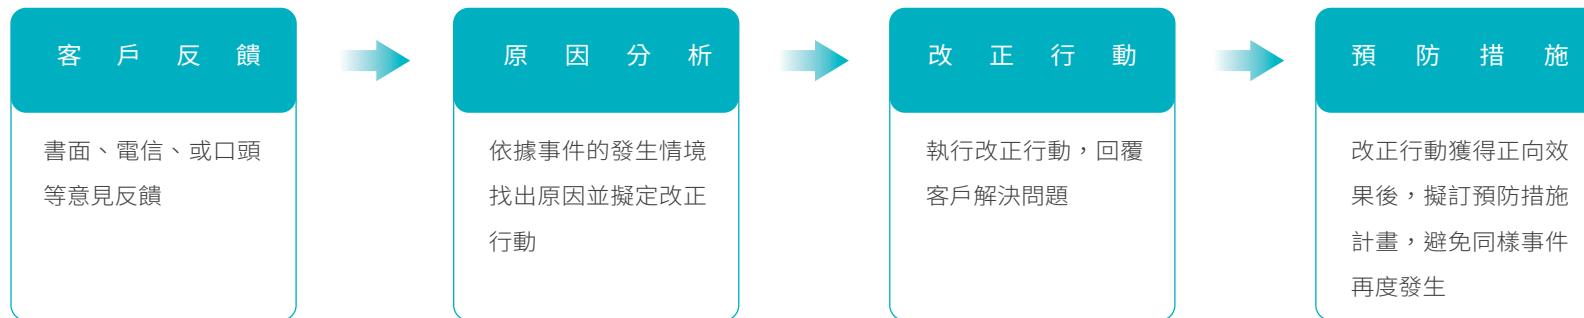 客戶反饋
書面、電信、或口頭
等意見反饋
原因分析
依據事件的發生情境
找出原因並擬定改正
行動
改正行動
執行改正行動，回覆
客戶解決問題
預防措施
改正行動獲得正向效
果後，擬訂預防措施
計畫，避免同樣事件
再度發生